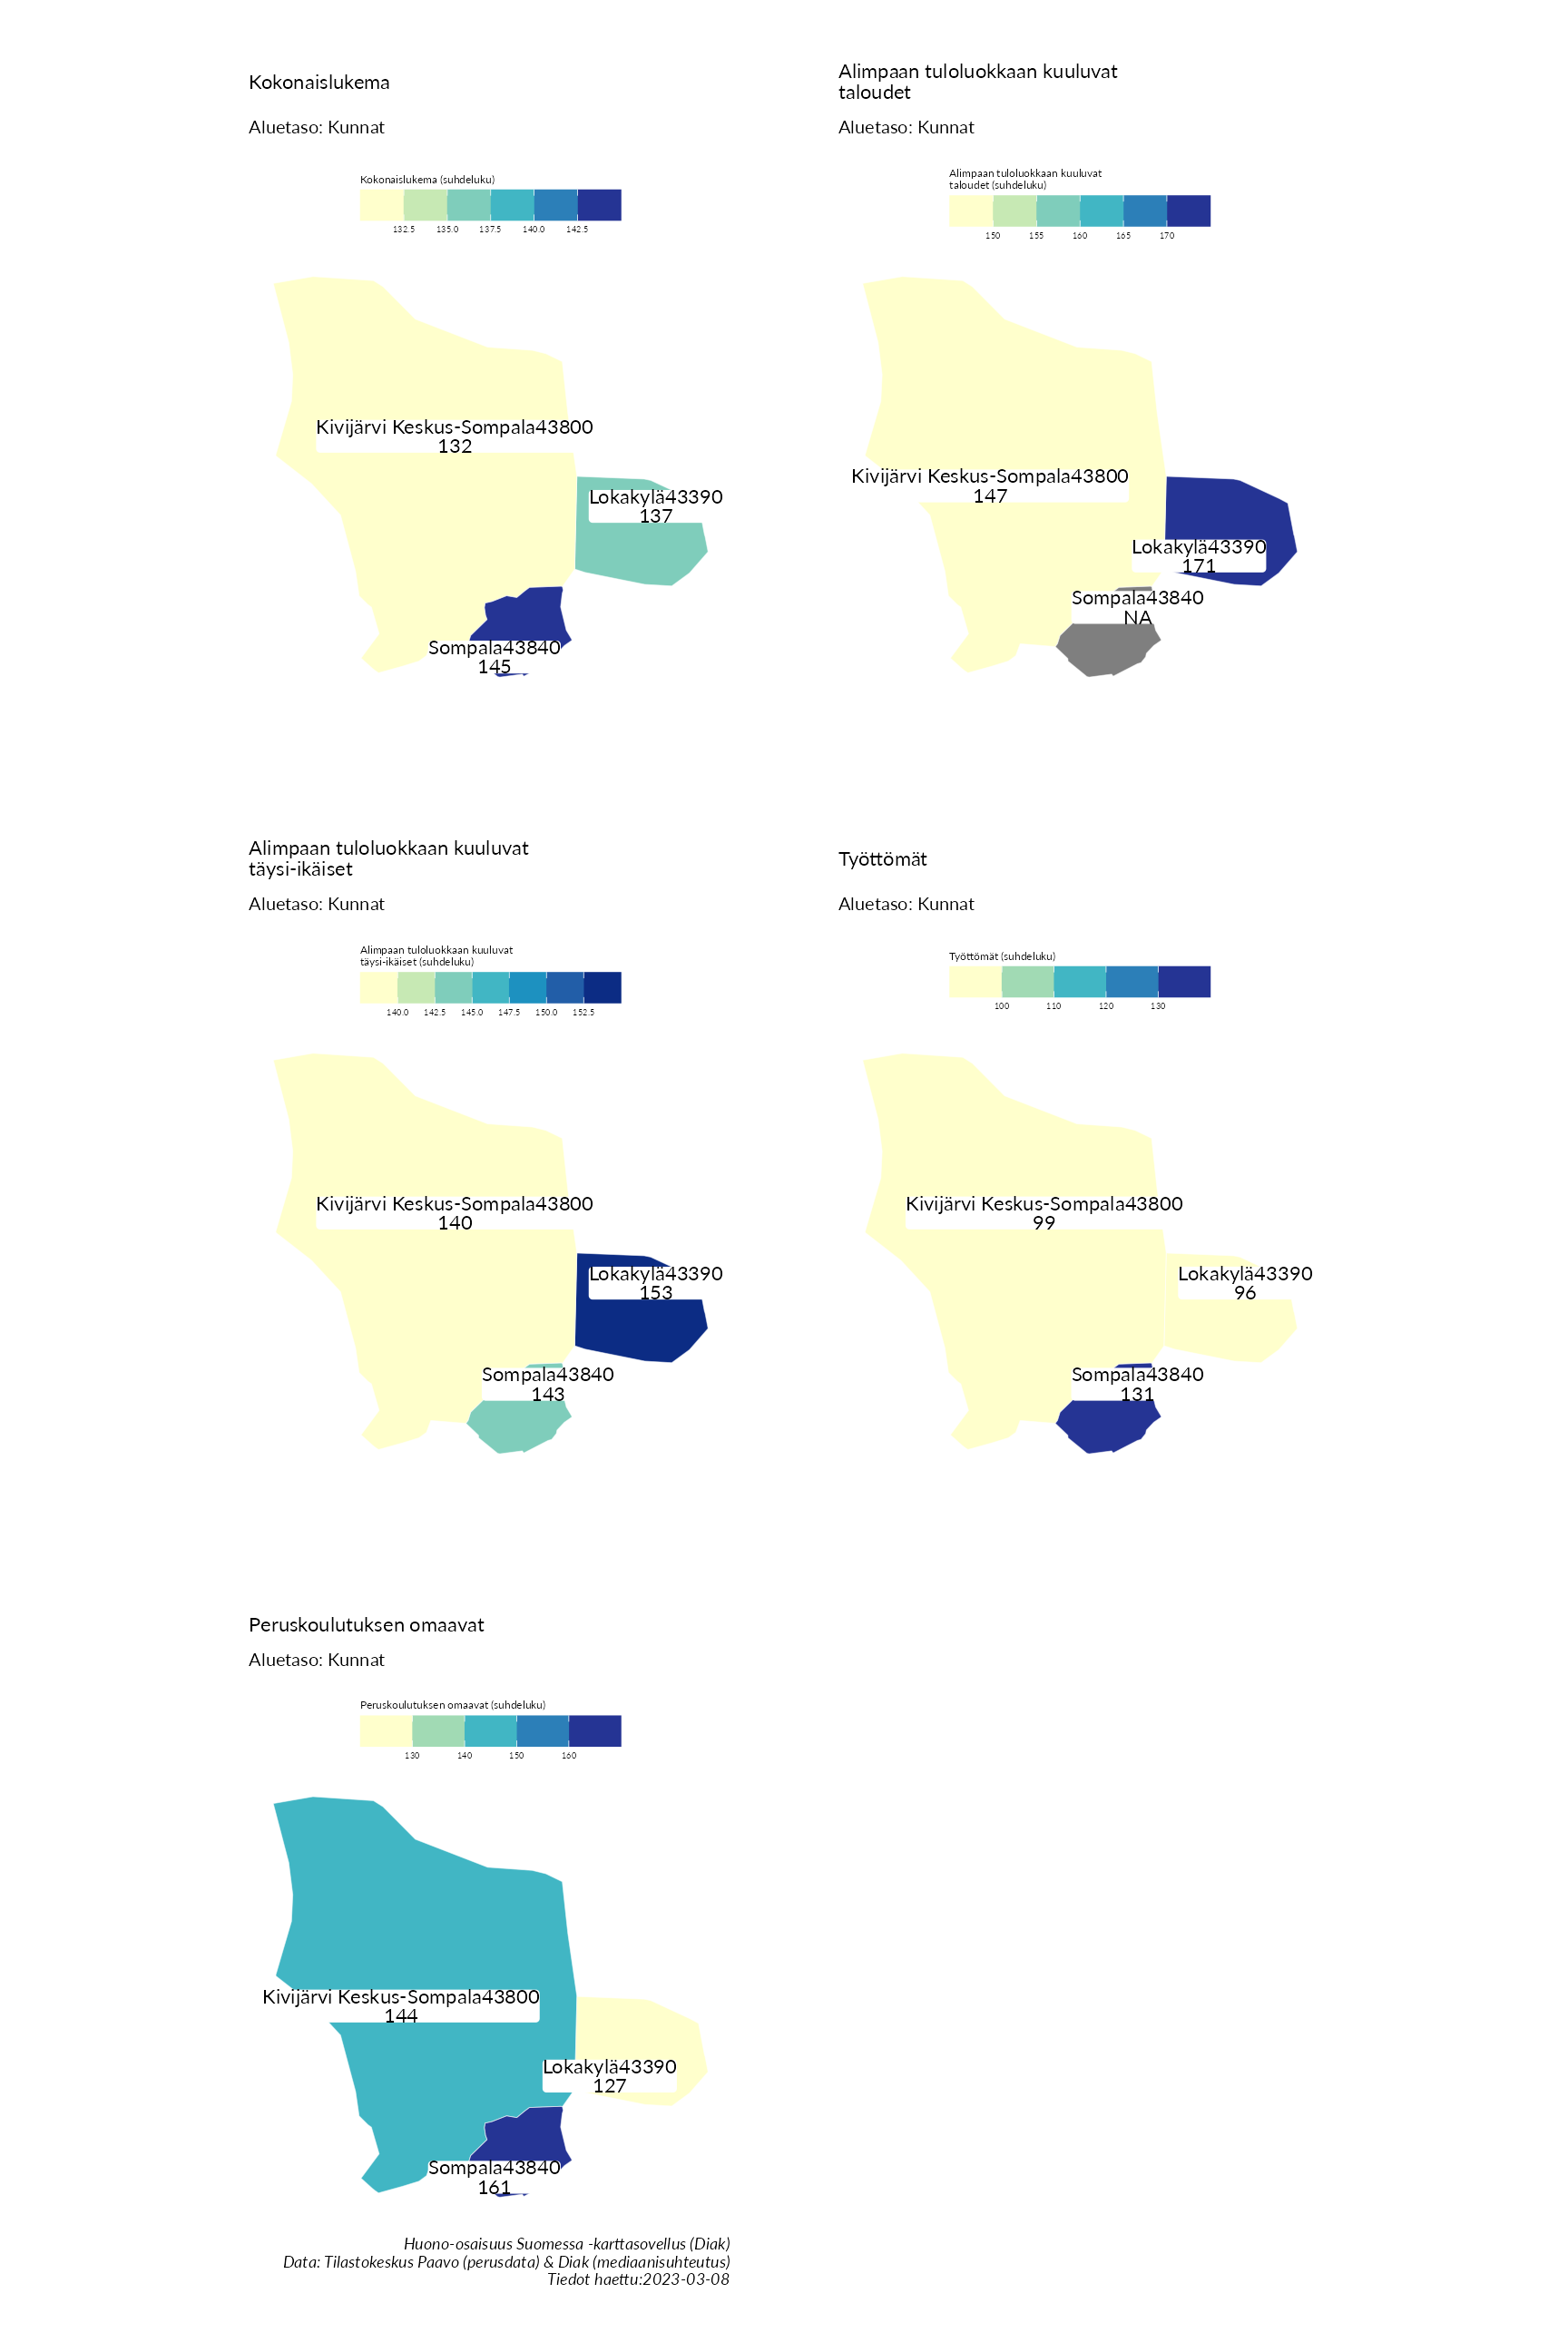 Kokonaislukema
Aluetaso: Kunnat
Kokonaislukema (suhdeluku)
132.5 135.0 137.5 140.0 142.5
Kivijärvi Keskus-Sompala43800
132
Lokakylä43390
137
Sompala43840
145
Alimpaan tuloluokkaan kuuluvat
taloudet
Aluetaso: Kunnat
Alimpaan tuloluokkaan kuuluvat
taloudet (suhdeluku)
150 155 160 165 170
Kivijärvi Keskus-Sompala43800
147
Lokakylä43390
171
Sompala43840
NA
Alimpaan tuloluokkaan kuuluvat
täysi-ikäiset
Aluetaso: Kunnat
Alimpaan tuloluokkaan kuuluvat
täysi-ikäiset (suhdeluku)
140.0 142.5 145.0 147.5 150.0 152.5
Kivijärvi Keskus-Sompala43800
140
Lokakylä43390
153
Sompala43840
143
Työttömät
Aluetaso: Kunnat
Työttömät (suhdeluku)
100 110 120 130
Kivijärvi Keskus-Sompala43800
99
Lokakylä43390
96
Sompala43840
131
Peruskoulutuksen omaavat
Aluetaso: Kunnat
Peruskoulutuksen omaavat (suhdeluku)
130 140 150 160
Kivijärvi Keskus-Sompala43800
144
Lokakylä43390
127
Sompala43840
161
Huono-osaisuus Suomessa -karttasovellus (Diak)
Data: Tilastokeskus Paavo (perusdata) & Diak (mediaanisuhteutus)
Tiedot haettu:2023-03-08